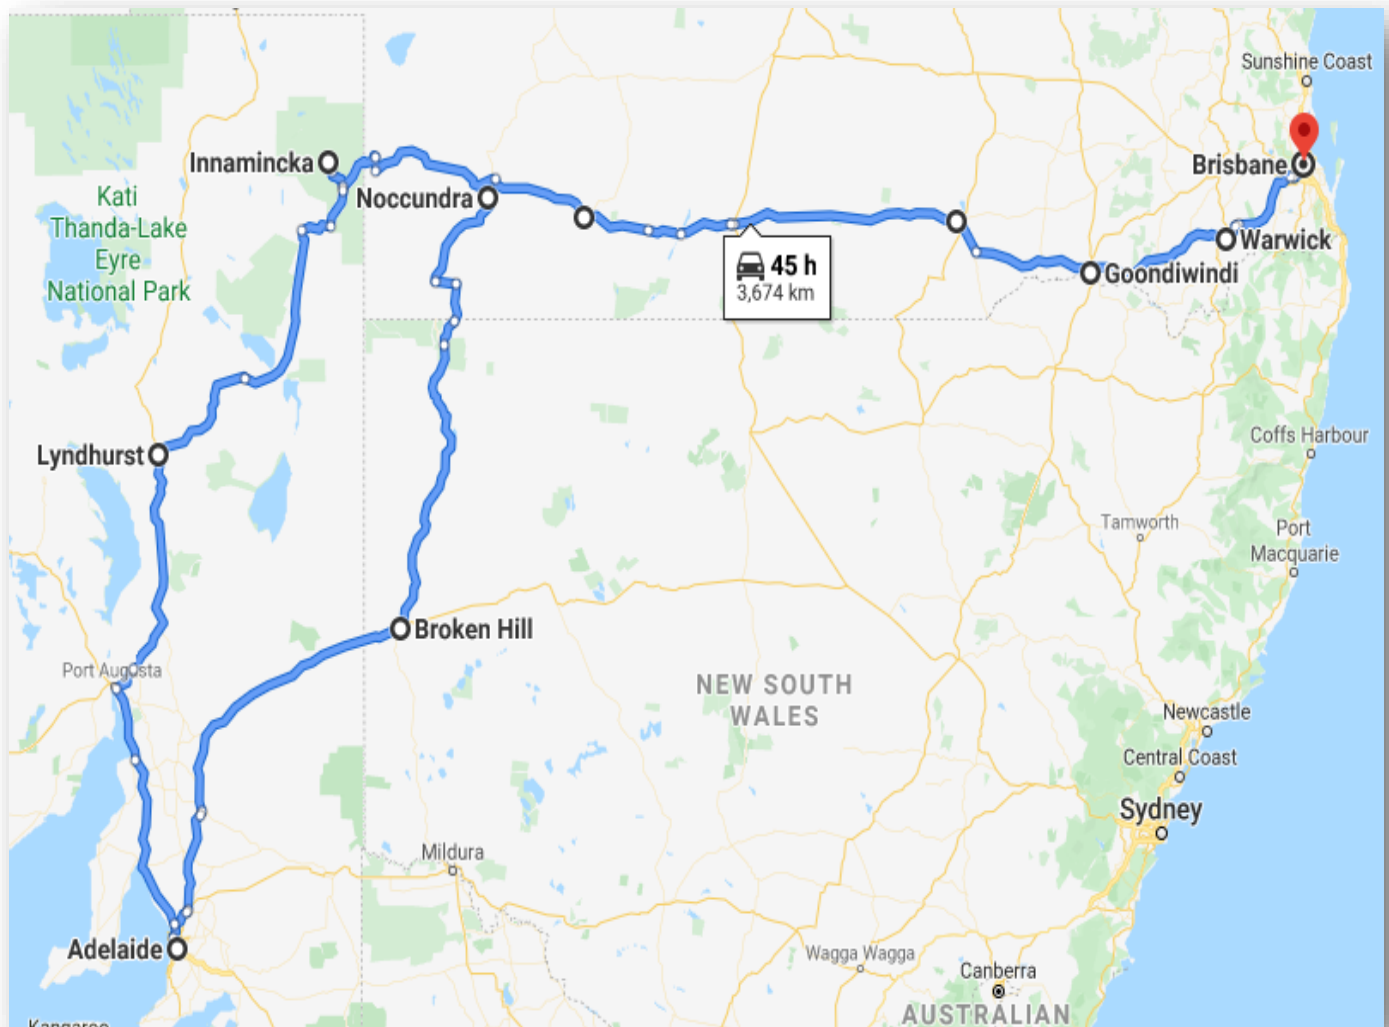 Sunshine Coast
Innamincka
Brisbane
Noccundra
Kati
Thanda-Lake
Eyre
National Park
Warwick
45 h
3,674 km
Goondiwindi
Lyndhurst
Coffs Harbour
Tamworth
Port
Macquarie
Broken Hill
Port Augusta
NEW SOUTH
WALES
Newcastle
Central Coast
Sydney
Mildura
Adelaide
Wagga Wagga
Canberra
AUSTRALIAN